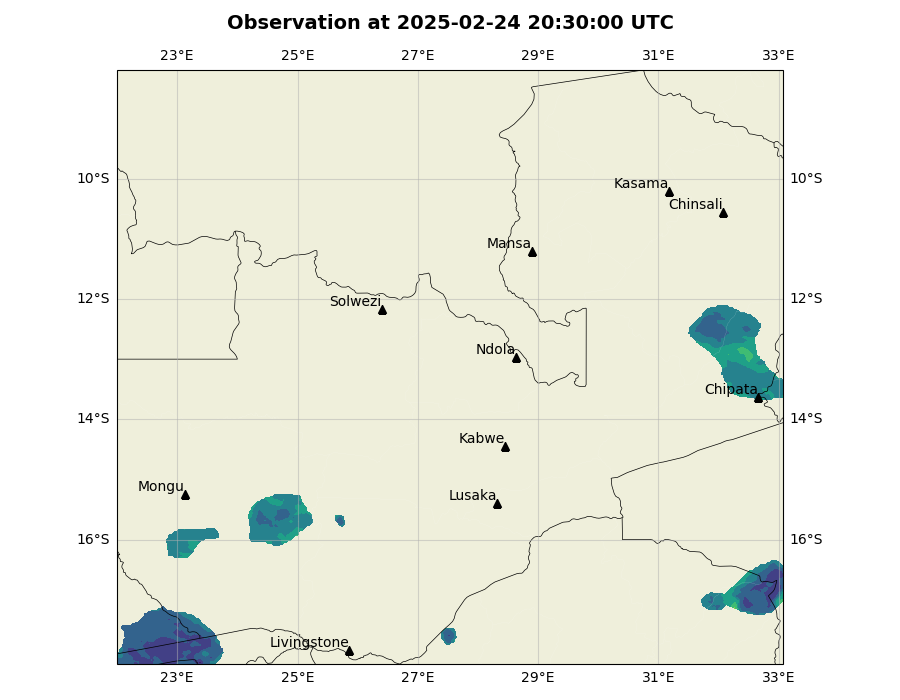 Observation at 2025-02-24 20:30:00 UTC
23°E 25°E 27°E 29°E 31°E 33°E
10°S 10°S
Kasama
Chinsali
Mansa
12°S 12°S
Solwezi
Ndola
Chipata
14°S 14°S
Kabwe
Mongu
Lusaka
16°S 16°S
Livingstone
23°E 25°E 27°E 29°E 31°E 33°E